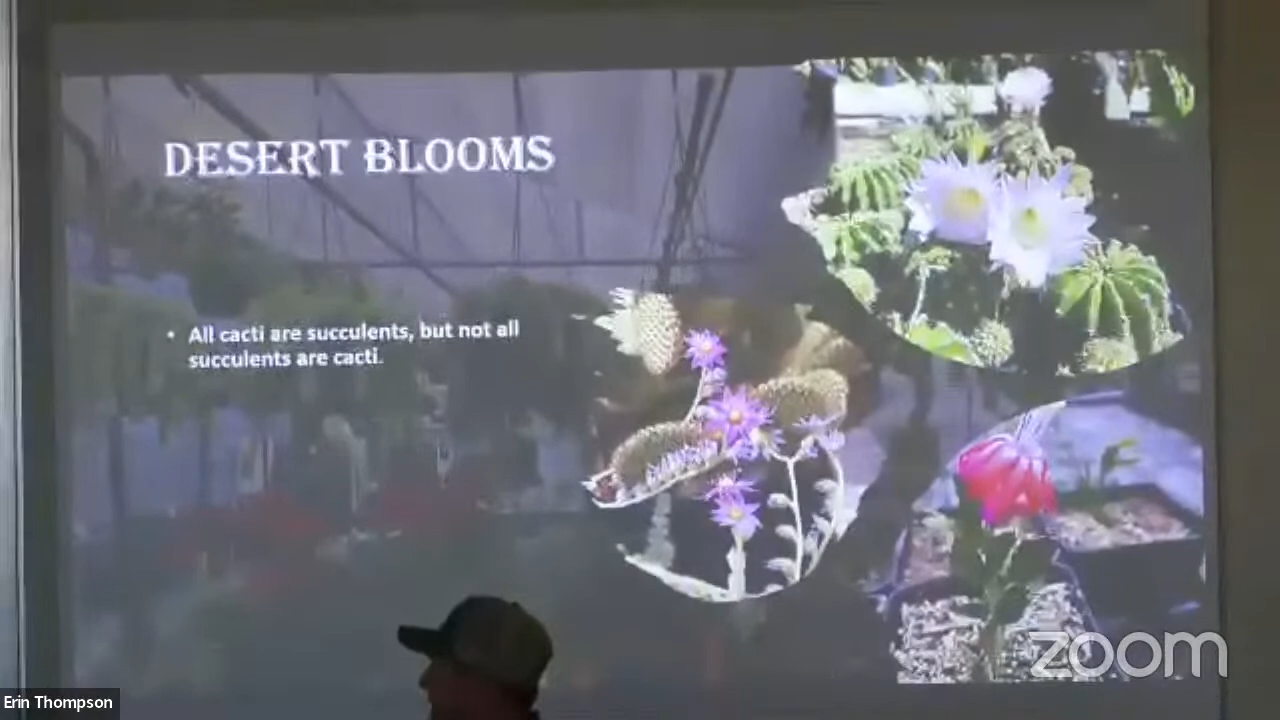 DESERT BLOOMS
• All cacti are succulents, but not all
succulents are cacti.
zoom
Erin Thompson